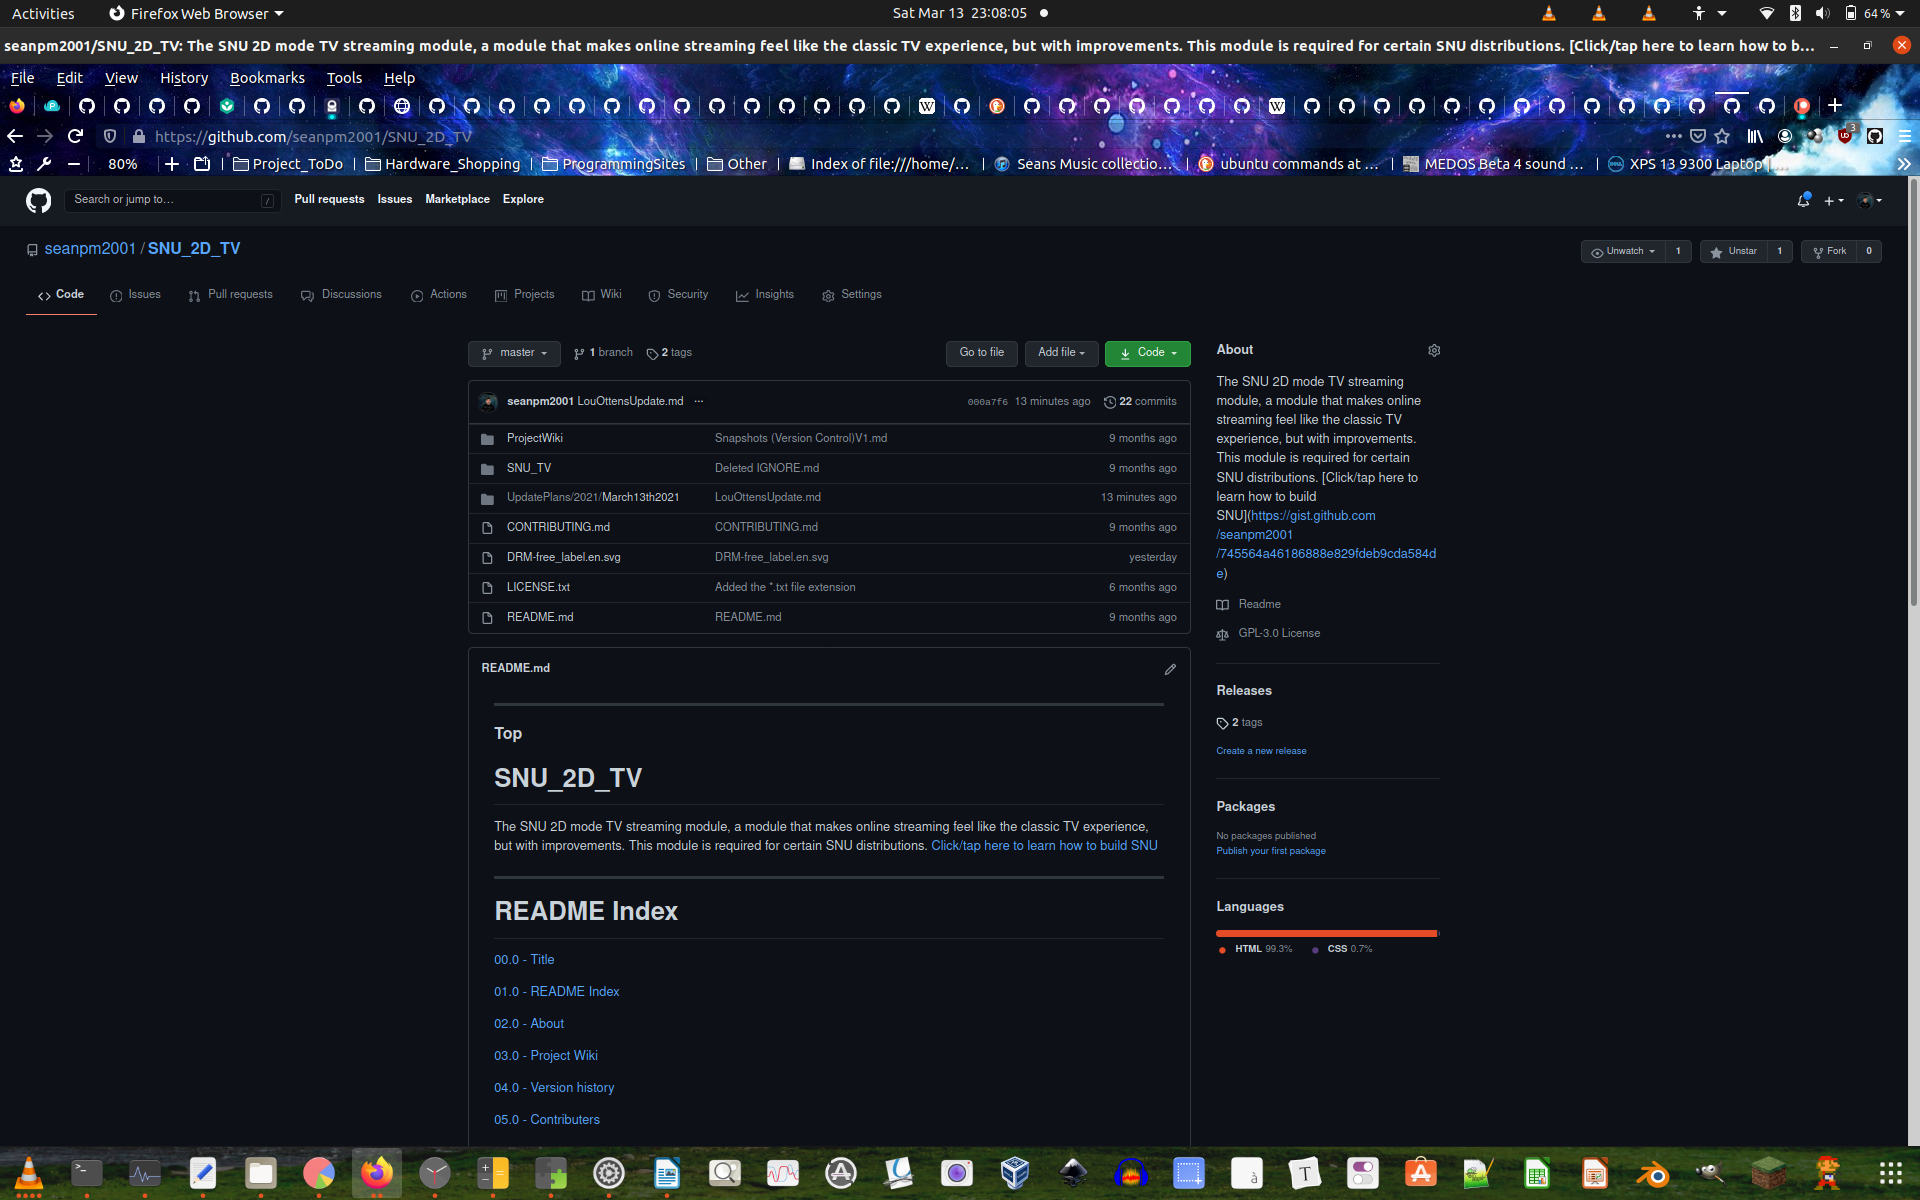 Activities
Firefox Web Browser
Sat Mar 13 23:08:05
64 %
seanpm2001/SNU_2D_TV: The SNU 2D mode TV streaming module, a module that makes online streaming feel like the classic TV experience, but with improvements. This module is required for certain SNU distributions. [Click/tap here to learn how to b...
File Edit View History Bookmarks Tools Help
https://github.com/seanpm2001/SNU_2D_TV
3
80%
Project_ToDo
Hardware_Shopping
ProgrammingSites
Other
Index of file:///home/...
Seans Music collectio...
ubuntu commands at ...
MEDOS Beta 4 sound ...
XPS 13 9300 Laptop
Search or jump to...
/
Pull requests Issues Marketplace Explore
seanpm2001 / SNU_2D_TV
Unwatch 1
Unstar 1
Fork 0
Code
Issues
Pull requests
Discussions
Actions
Projects
Wiki
Security
Insights
Settings
master
1 branch
2 tags
Go to file
Add file
Code
seanpm2001 LouOttensUpdate.md ...
000a7f6 13 minutes ago 22 commits
ProjectWiki Snapshots (Version Control)V1.md 9 months ago
SNU_TV Deleted IGNORE.md 9 months ago
UpdatePlans/2021/March13th2021 LouOttensUpdate.md 13 minutes ago
CONTRIBUTING.md CONTRIBUTING.md 9 months ago
DRM-free_label.en.svg DRM-free_label.en.svg yesterday
LICENSE.txt Added the *.txt file extension 6 months ago
README.md README.md 9 months ago
README.md
Top
SNU_2D_TV
The SNU 2D mode TV streaming module, a module that makes online streaming feel like the classic TV experience,
but with improvements. This module is required for certain SNU distributions. Click/tap here to learn how to build SNU
README Index
00.0 - Title
01.0 - README Index
02.0 - About
03.0 - Project Wiki
04.0 - Version history
05.0 - Contributers
About
The SNU 2D mode TV streaming
module, a module that makes online
streaming feel like the classic TV
experience, but with improvements.
This module is required for certain
SNU distributions. [Click/tap here to
learn how to build
SNU](https://gist.github.com
/seanpm2001
/745564a46186888e829fdeb9cda584d
e)
Readme
GPL-3.0 License
Releases
2 tags
Create a new release
Packages
No packages published
Publish your first package
Languages
HTML 99.3%
CSS 0.7%